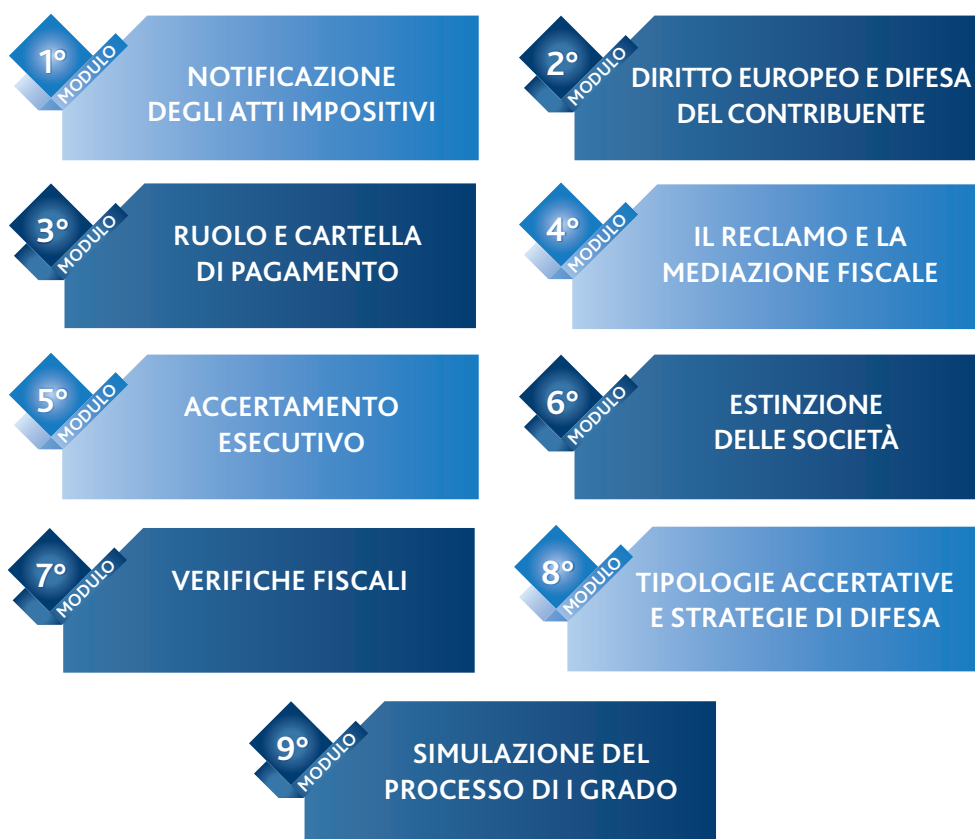 1°
MODULO
NOTIFICAZIONE
DEGLI ATTI IMPOSITIVI
2°
MODULO
DIRITTO EUROPEO E DIFESA
DEL CONTRIBUENTE
3°
MODULO
RUOLO E CARTELLA
DI PAGAMENTO
4°
MODULO
IL RECLAMO E LA
MEDIAZIONE FISCALE
5°
MODULO
ACCERTAMENTO
ESECUTIVO
6°
MODULO
ESTINZIONE
DELLE SOCIETÀ
7°
MODULO
VERIFICHE FISCALI
8°
MODULO
TIPOLOGIE ACCERTATIVE
E STRATEGIE DI DIFESA
9°
MODULO
SIMULAZIONE DEL
PROCESSO DI I GRADO